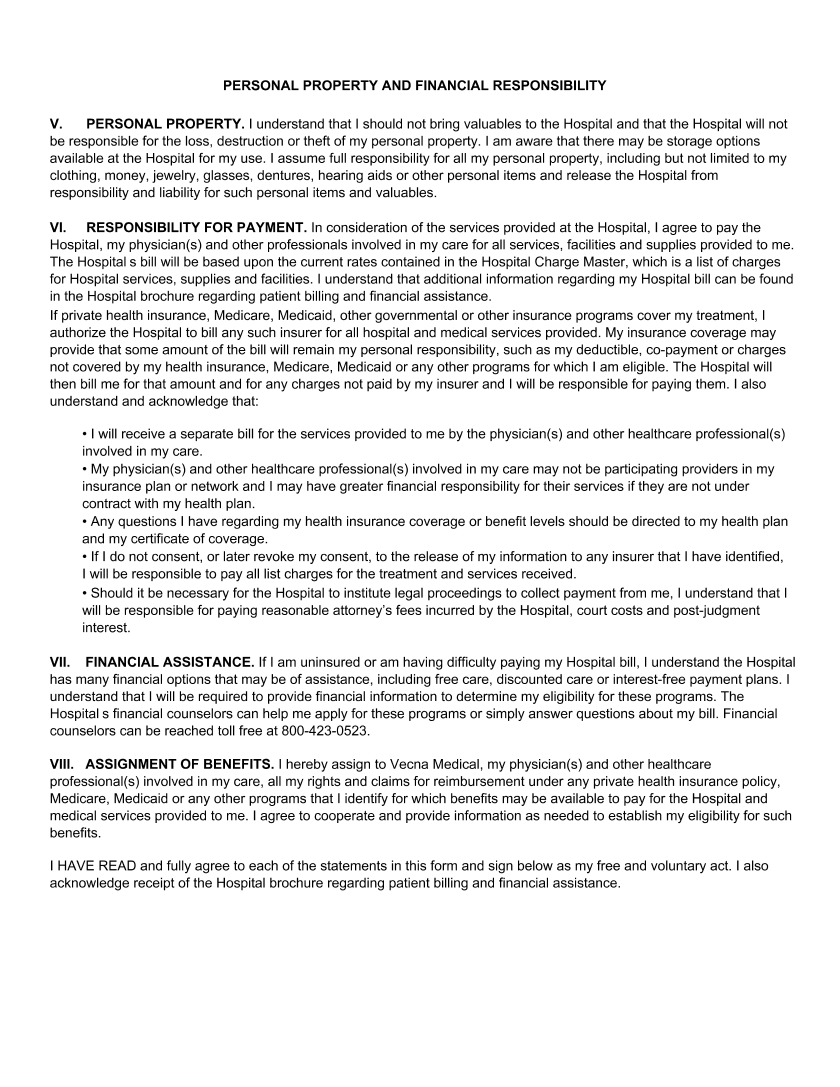 PERSONAL PROPERTY AND FINANCIAL RESPONSIBILITY
V. PERSONAL PROPERTY. I understand that I should not bring valuables to the Hospital and that the Hospital will not
be responsible for the loss, destruction or theft of my personal property. I am aware that there may be storage options
available at the Hospital for my use. I assume full responsibility for all my personal property, including but not limited to my
clothing, money, jewelry, glasses, dentures, hearing aids or other personal items and release the Hospital from
responsibility and liability for such personal items and valuables.
VI. RESPONSIBILITY FOR PAYMENT. In consideration of the services provided at the Hospital, I agree to pay the
Hospital, my physician(s) and other professionals involved in my care for all services, facilities and supplies provided to me.
The Hospital s bill will be based upon the current rates contained in the Hospital Charge Master, which is a list of charges
for Hospital services, supplies and facilities. I understand that additional information regarding my Hospital bill can be found
in the Hospital brochure regarding patient billing and financial assistance.
If private health insurance, Medicare, Medicaid, other governmental or other insurance programs cover my treatment, I
authorize the Hospital to bill any such insurer for all hospital and medical services provided. My insurance coverage may
provide that some amount of the bill will remain my personal responsibility, such as my deductible, co-payment or charges
not covered by my health insurance, Medicare, Medicaid or any other programs for which I am eligible. The Hospital will
then bill me for that amount and for any charges not paid by my insurer and I will be responsible for paying them. I also
understand and acknowledge that:
• I will receive a separate bill for the services provided to me by the physician(s) and other healthcare professional(s)
involved in my care.
• My physician(s) and other healthcare professional(s) involved in my care may not be participating providers in my
insurance plan or network and I may have greater financial responsibility for their services if they are not under
contract with my health plan.
• Any questions I have regarding my health insurance coverage or benefit levels should be directed to my health plan
and my certificate of coverage.
• If I do not consent, or later revoke my consent, to the release of my information to any insurer that I have identified,
I will be responsible to pay all list charges for the treatment and services received.
• Should it be necessary for the Hospital to institute legal proceedings to collect payment from me, I understand that I
will be responsible for paying reasonable attorney’s fees incurred by the Hospital, court costs and post-judgment
interest.
VII. FINANCIAL ASSISTANCE. If I am uninsured or am having difficulty paying my Hospital bill, I understand the Hospital
has many financial options that may be of assistance, including free care, discounted care or interest-free payment plans. I
understand that I will be required to provide financial information to determine my eligibility for these programs. The
Hospital s financial counselors can help me apply for these programs or simply answer questions about my bill. Financial
counselors can be reached toll free at 800-423-0523.
VIII. ASSIGNMENT OF BENEFITS. I hereby assign to Vecna Medical, my physician(s) and other healthcare
professional(s) involved in my care, all my rights and claims for reimbursement under any private health insurance policy,
Medicare, Medicaid or any other programs that I identify for which benefits may be available to pay for the Hospital and
medical services provided to me. I agree to cooperate and provide information as needed to establish my eligibility for such
benefits.
I HAVE READ and fully agree to each of the statements in this form and sign below as my free and voluntary act. I also
acknowledge receipt of the Hospital brochure regarding patient billing and financial assistance.